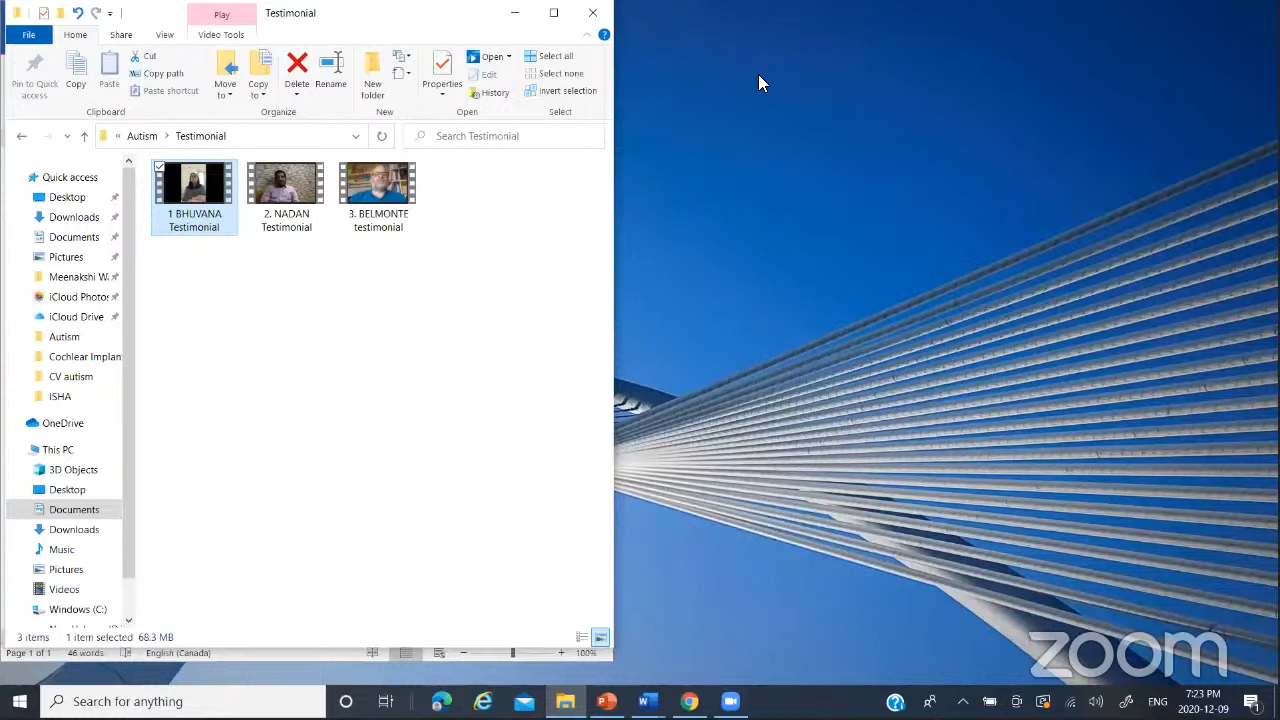 Play
Testimonial
File
Home
Share
View
Video Tools
Pin to Quick access
Copy
Paste
Cut
Copy path
Paste shortcut
Move to
Copy to
Delete
Rename
New folder
Properties
Open
Edit
History
Select all
Select none
Invert selection
Clipboard
Organize
New
Open
Select
« Autism > Testimonial
Search Testimonial
Quick access
Desktop
Downloads
Documents
Pictures
Meenakshi W
iCloud Photos
iCloud Drive
Autism
Cochlear Implan
CV autism
ISHA
OneDrive
This PC
3D Objects
Desktop
Documents
Downloads
Music
Pictures
Videos
Windows (C:)
1 BHUVANA
Testimonial
2. NADAN
Testimonial
3. BELMONTE
testimonial
3 items 1 item selected 68.3 MB
Page 1 of 1 46 words English (Canada) 100%
zoom
Search for anything
ENG
7:23 PM
2020-12-09